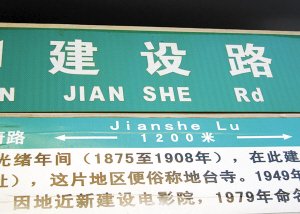 建设路
N JIAN SHE Rd
Jianshe Lu
路 1200米
光绪年间（1875至1908年），在此建
），这片地区便俗称地台寺。1949年
因地近新建设电影院，1979年命